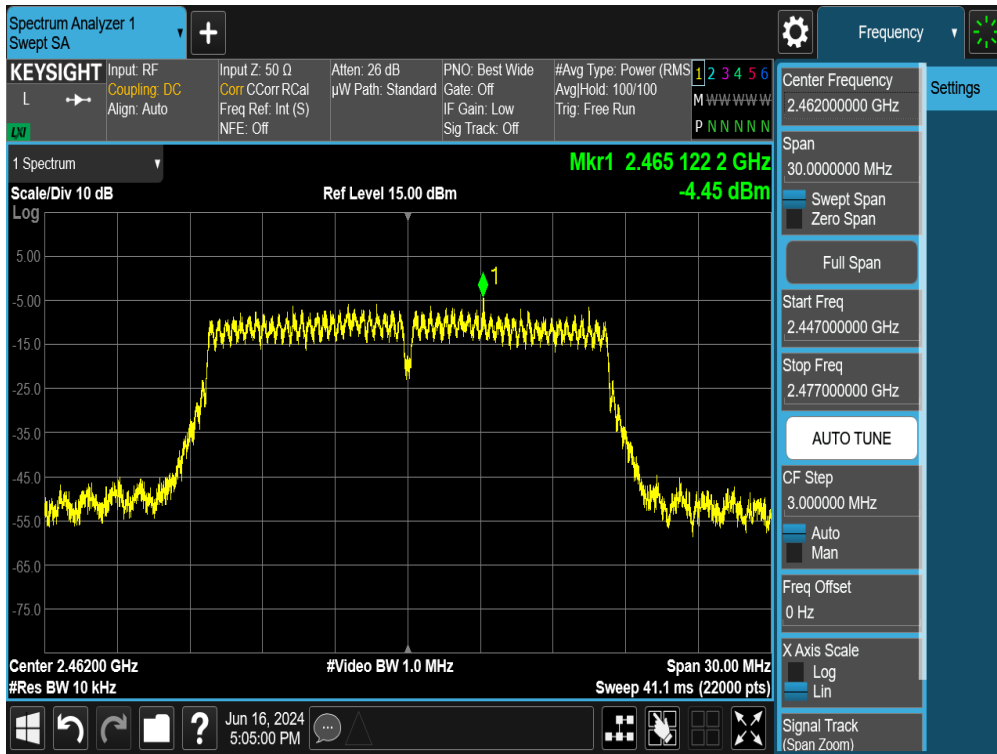 Spectrum Analyzer 1
Swept SA
+
Frequency
KEYSIGHT
L
LXI
Input: RF
Coupling: DC
Align: Auto
Input Z: 50 Ω
Corr CCorr RCal
Freq Ref: Int (S)
NFE: Off
Atten: 26 dB
µW Path: Standard
PNO: Best Wide
Gate: Off
IF Gain: Low
Sig Track: Off
#Avg Type: Power (RMS
Avg|Hold: 100/100
Trig: Free Run
1 2 3 4 5 6
M W W W W W
P N N N N N
1 Spectrum
Scale/Div 10 dB
Log
Ref Level 15.00 dBm
Mkr1 2.465 122 2 GHz
-4.45 dBm
1
5.00
-5.00
-15.0
-25.0
-35.0
-45.0
-55.0
-65.0
-75.0
Center 2.46200 GHz
#Res BW 10 kHz
#Video BW 1.0 MHz
Span 30.00 MHz
Sweep 41.1 ms (22000 pts)
Jun 16, 2024
5:05:00 PM
?
Center Frequency
2.462000000 GHz
Span
30.0000000 MHz
Swept Span
Zero Span
Full Span
Start Freq
2.447000000 GHz
Stop Freq
2.477000000 GHz
AUTO TUNE
CF Step
3.000000 MHz
Auto
Man
Freq Offset
0 Hz
X Axis Scale
Log
Lin
Signal Track
(Span Zoom)
Settings